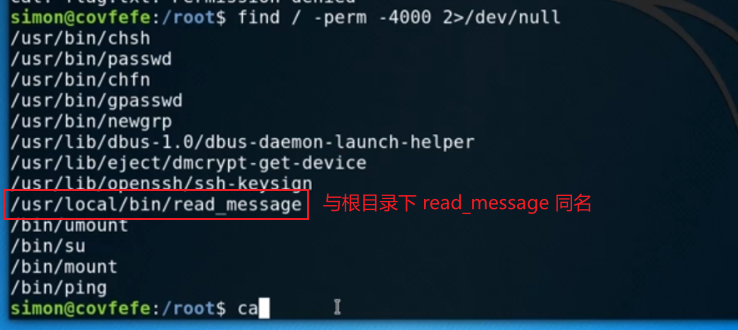 cat: flag.txt: Permission denied
simon@covfefe:/root$ find / -perm -4000 2>/dev/null
/usr/bin/chsh
/usr/bin/passwd
/usr/bin/chfn
/usr/bin/gpasswd
/usr/bin/newgrp
/usr/lib/dbus-1.0/dbus-daemon-launch-helper
/usr/lib/eject/dmcrypt-get-device
/usr/lib/openssh/ssh-keysign
/usr/local/bin/read_message 与根目录下 read_message 同名
/bin/umount
/bin/su
/bin/mount
/bin/ping
simon@covfefe:/root$ ca